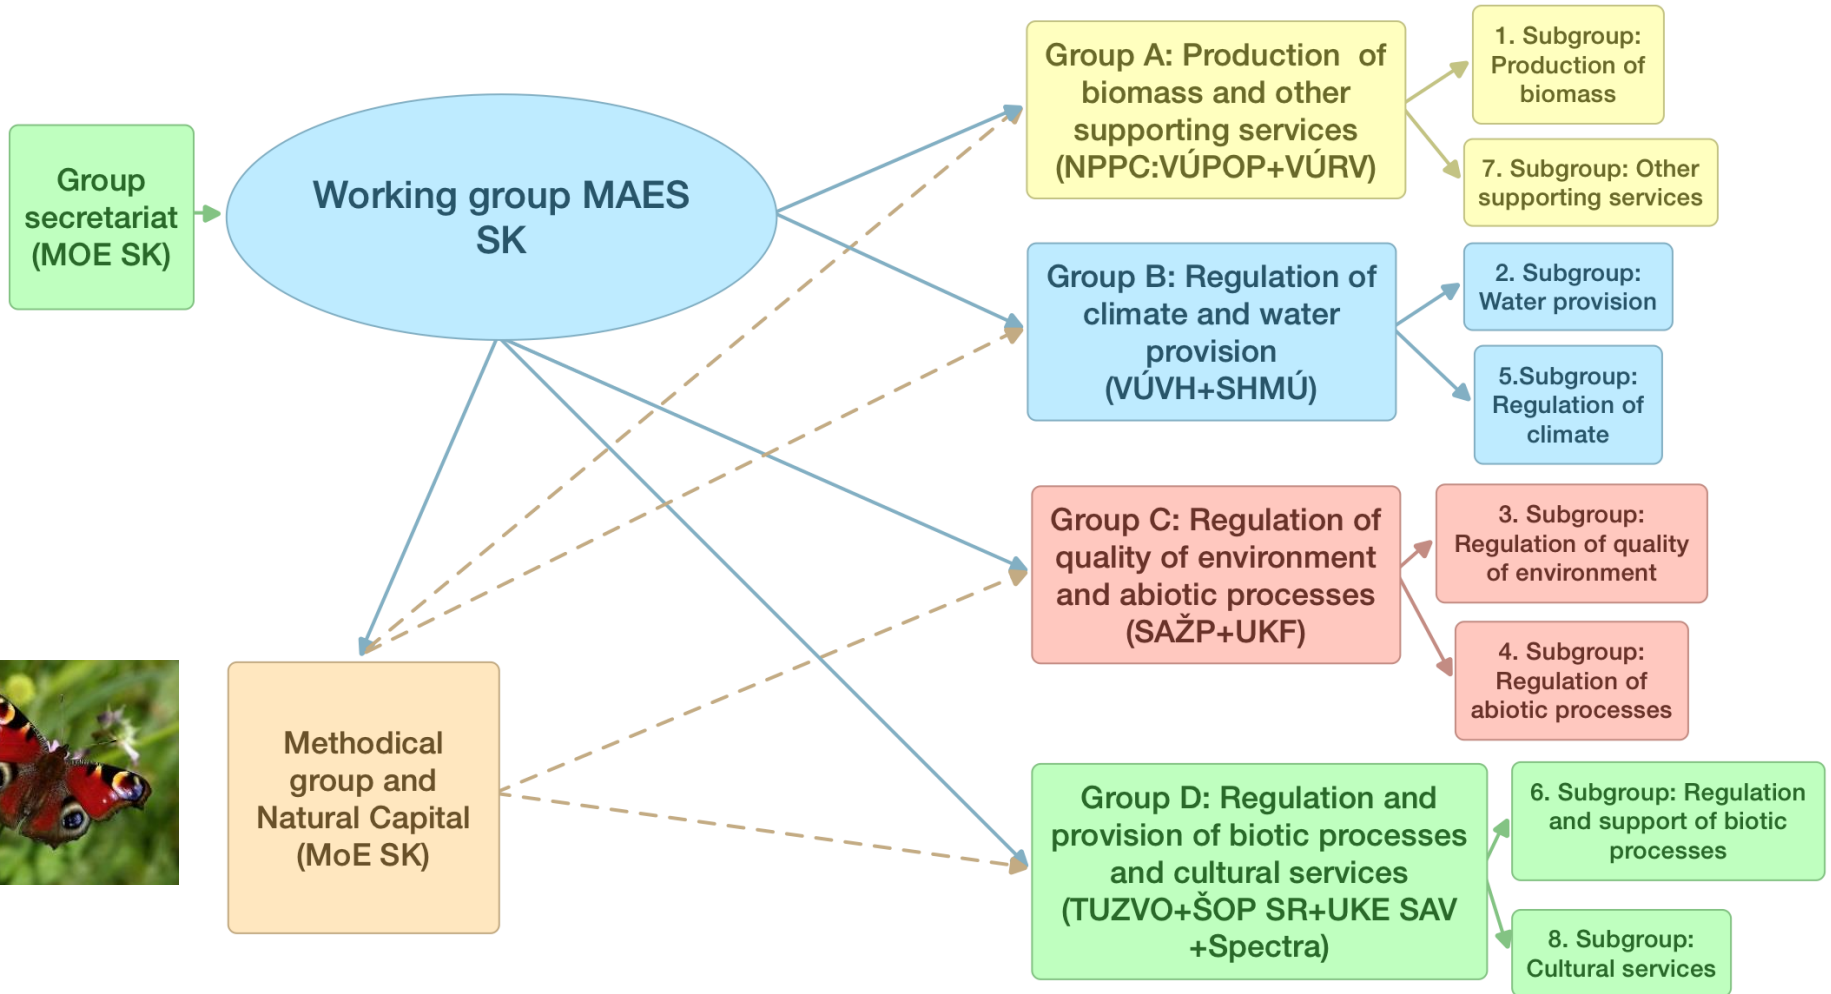 Group
secretariat
(MOE SK)
Working group MAES
SK
Methodical
group and
Natural Capital
(MoE SK)
Group A: Production  of
biomass and other
supporting services
(NPPC:VÚPOP+VÚRV)
1. Subgroup:
Production of
biomass
7. Subgroup: Other
supporting services
Group B: Regulation of
climate and water
provision
(VÚVH+SHMÚ)
2. Subgroup:
Water provision
5.Subgroup:
Regulation of
climate
Group C: Regulation of
quality of environment
and abiotic processes
(SAŽP+UKF)
3. Subgroup:
Regulation of quality
of environment
4. Subgroup:
Regulation of
abiotic processes
Group D: Regulation and
provision of biotic processes
and cultural services
(TUZVO+ŠOP SR+UKE SAV
+Spectra)
6. Subgroup: Regulation
and support of biotic
processes
8. Subgroup:
Cultural services